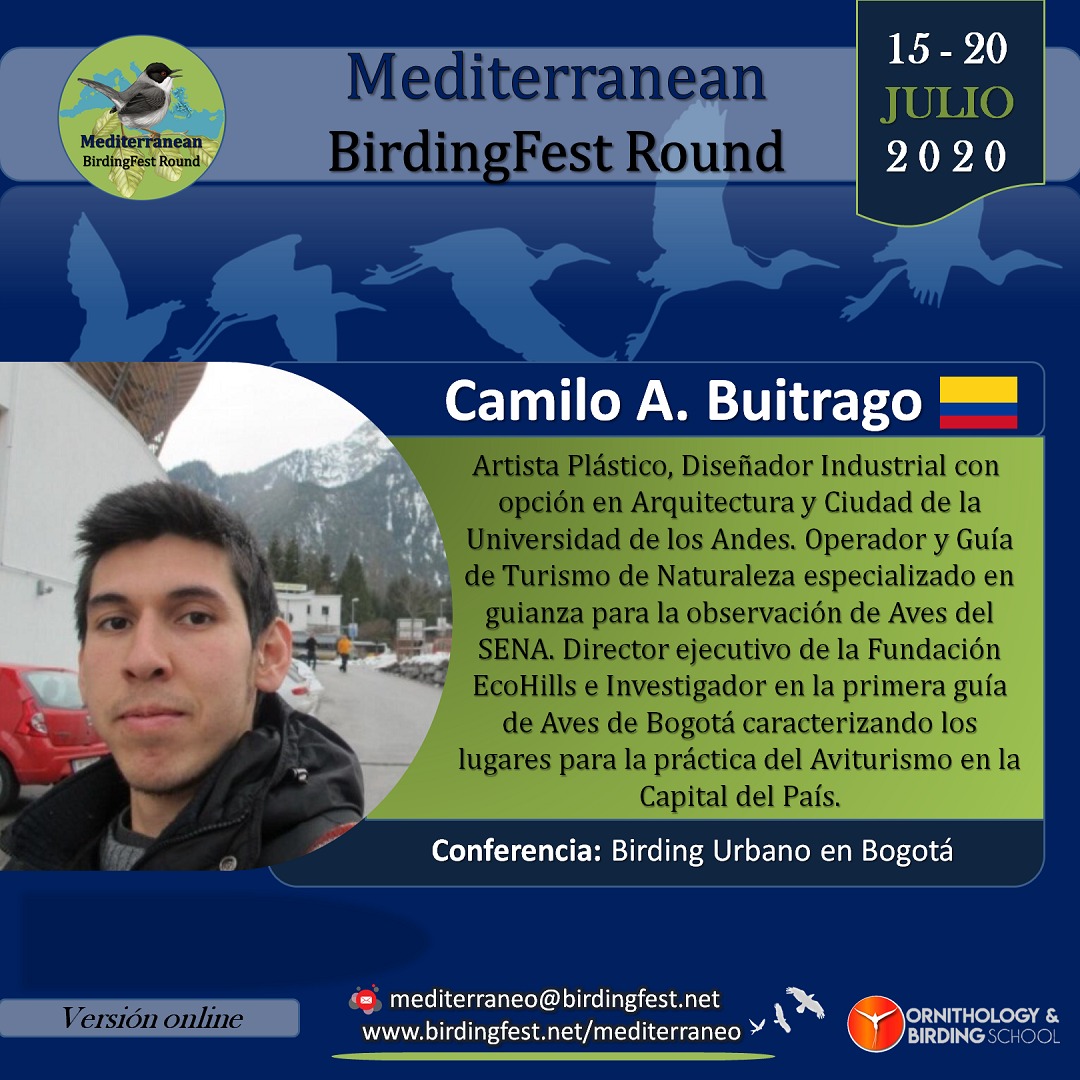 Mediterranean
BirdingFest Round
Mediterranean
BirdingFest Round
15 - 20
JULIO
2020
Camilo A. Buitrago
Artista Plástico, Diseñador Industrial con
opción en Arquitectura y Ciudad de la
Universidad de los Andes. Operador y Guía
de Turismo de Naturaleza especializado en
guianza para la observación de Aves del
SENA. Director ejecutivo de la Fundación
EcoHills e Investigador en la primera guía
de Aves de Bogotá caracterizando los
lugares para la práctica del Aviturismo en la
Capital del País.
Conferencia: Birding Urbano en Bogotá
Versión online
mediterraneo@birdingfest.net
www.birdingfest.net/mediterraneo
ORNITHOLOGY &
BIRDING SCHOOL